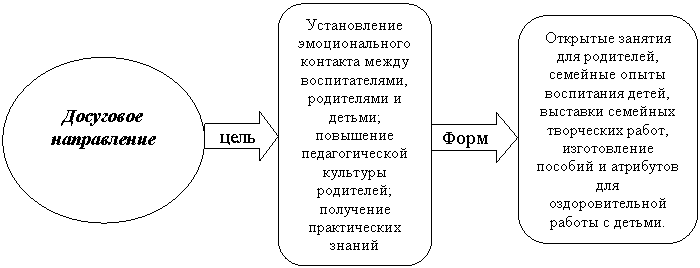 Досуговое
направление
цель
Установление
эмоционального
контакта между
воспитателями,
родителями и
детьми;
повышение
педагогической
культуры
родителей;
получение
практических
знаний
Форм
Открытые занятия
для родителей,
семейные опыты
воспитания детей,
выставки семейных
творческих работ,
изготовление
пособий и атрибутов
для
оздоровительной
работы с детьми.